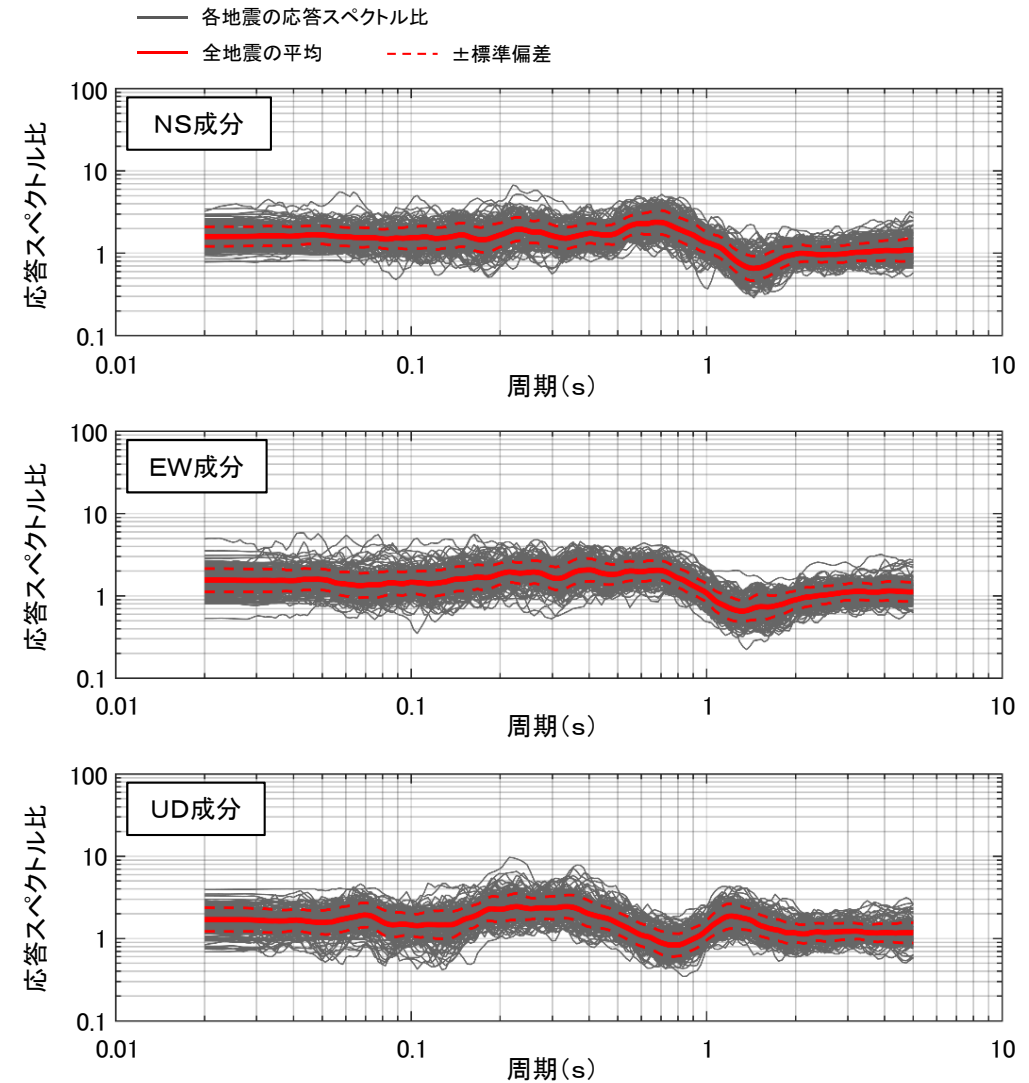 各地震の応答スペクトル比
全地震の平均 ±標準偏差
NS成分
応答スペクトル比
100
10
1
0.1
0.01 0.1 1 10
周期(s)
EW成分
応答スペクトル比
100
10
1
0.1
0.01 0.1 1 10
周期(s)
UD成分
応答スペクトル比
100
10
1
0.1
0.01 0.1 1 10
周期(s)